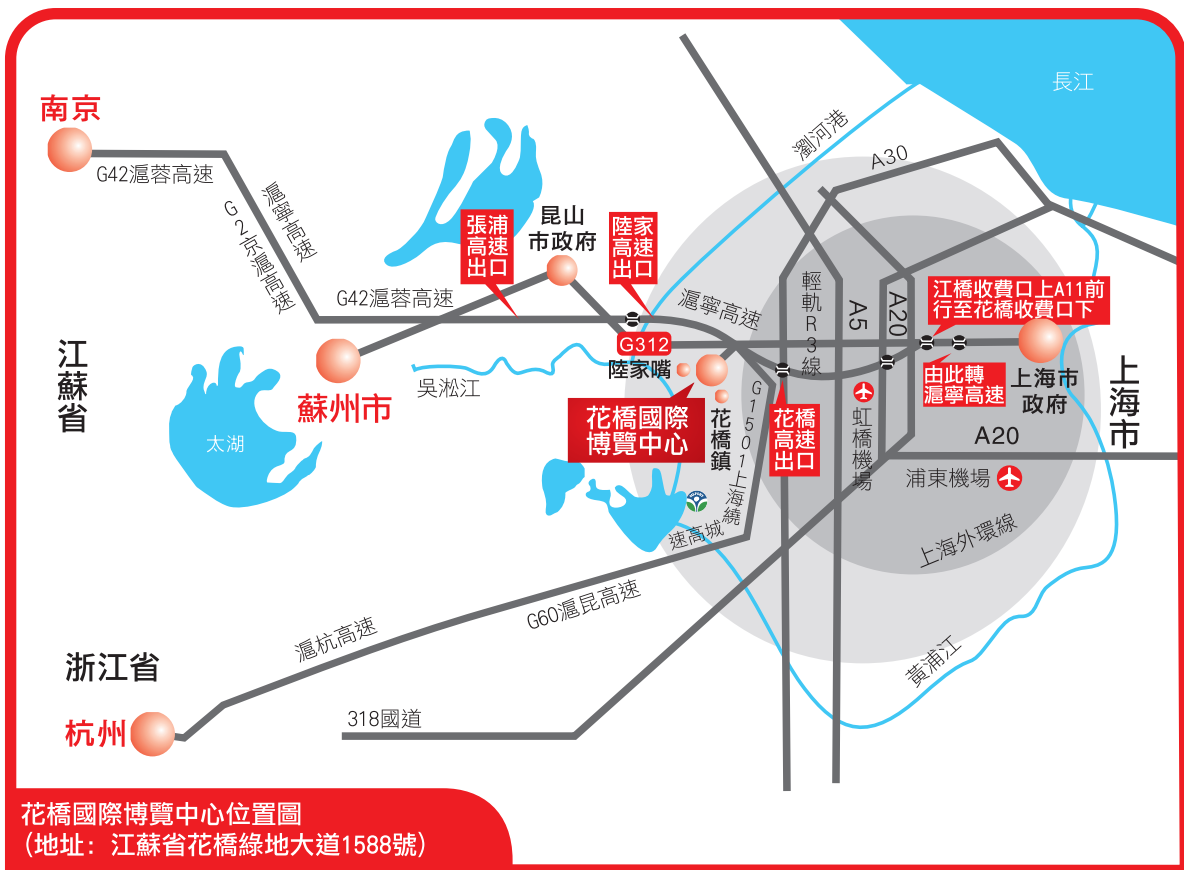 長江
南京
G42滬蓉高速
滬寧高速
G2京滬高速
瀏河港
A30
昆山
市政府
張浦
高速
出口
陸家
高速
出口
G42滬蓉高速
滬寧高速
輕軌R3線
A5
A20
江橋收費口上A11前
行至花橋收費口下
G312
陸家嘴
江蘇省
蘇州市
吳淞江
太湖
花橋國際
博覽中心
花橋鎮
G1501上海繞
速高城
花橋
高速
出口
虹橋機場
由此轉
滬寧高速
上海市
政府
上海市
A20
浦東機場
上海外環線
G60滬昆高速
滬杭高速
黃浦江
浙江省
杭州
318國道
花橋國際博覽中心位置圖
(地址: 江蘇省花橋綠地大道1588號)